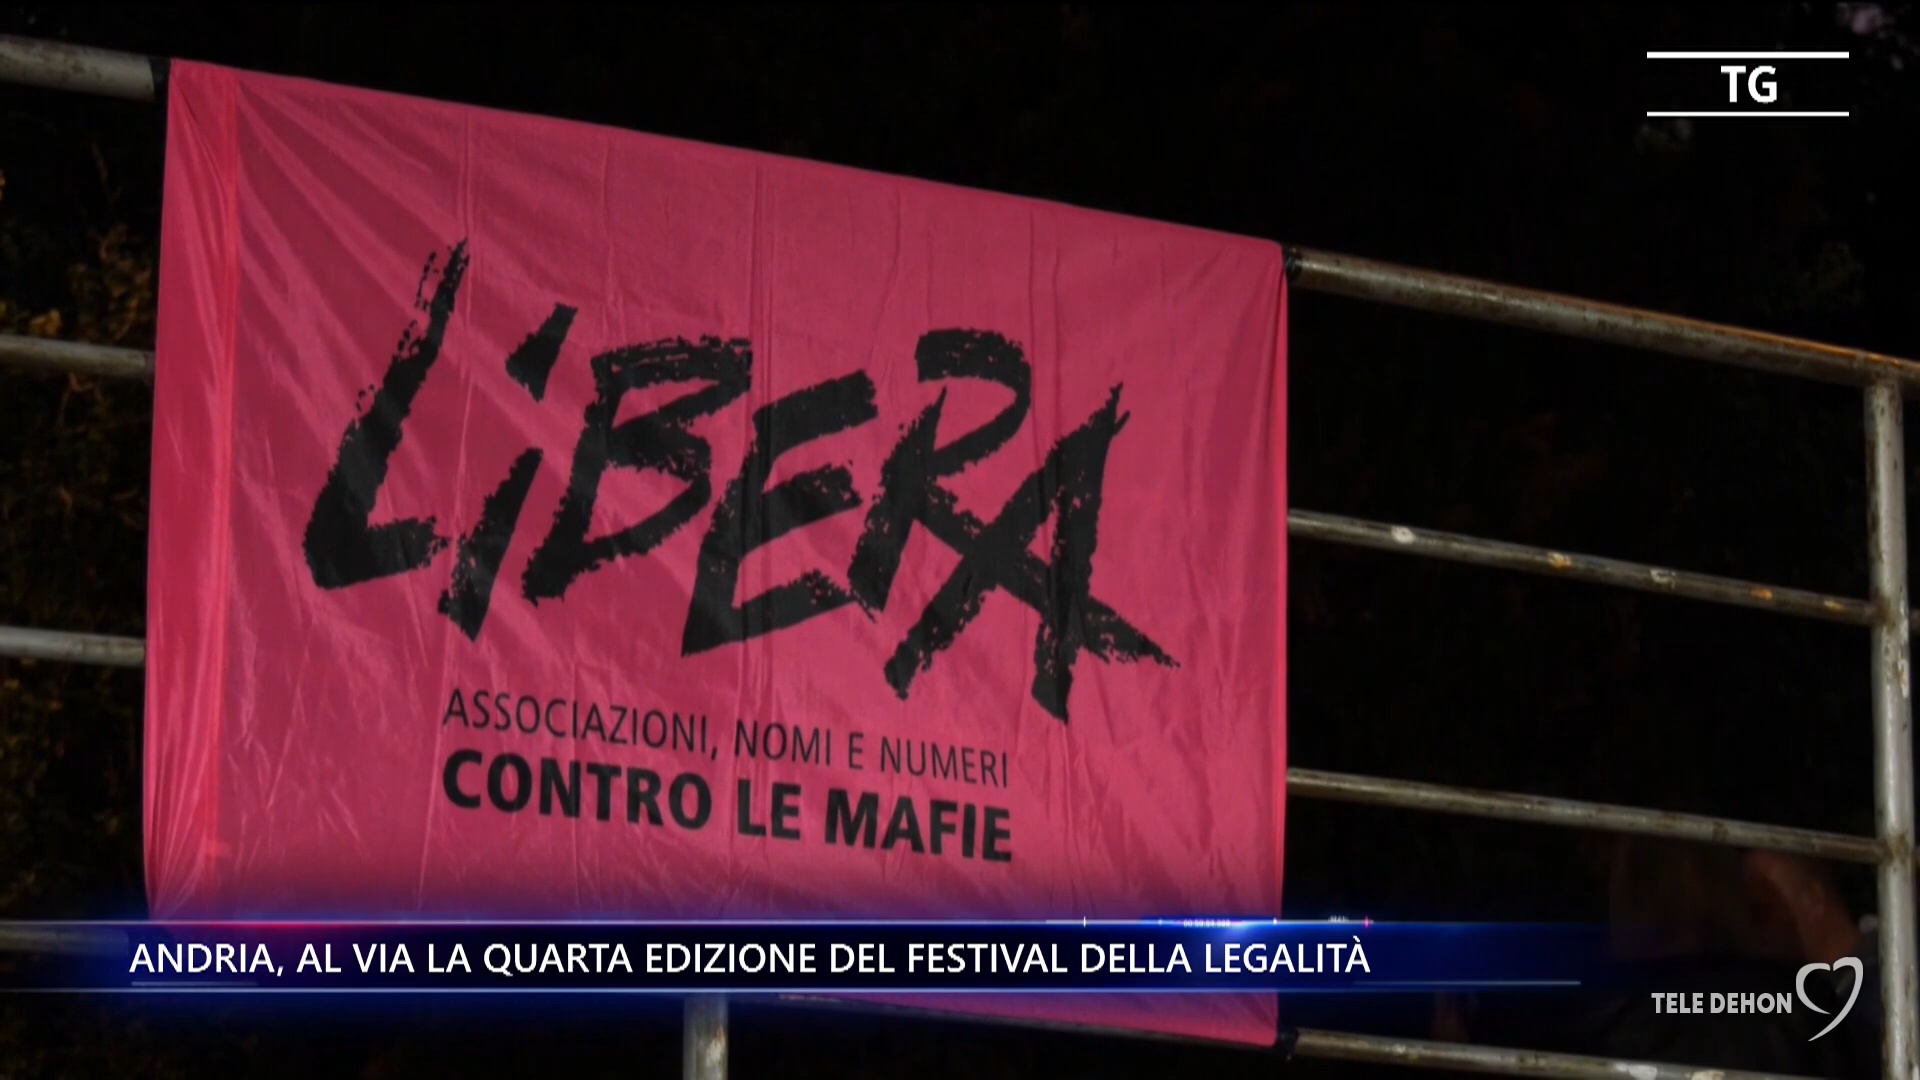 TG
LIBERA
ASSOCIAZIONI, NOMI E NUMERI
CONTRO LE MAFIE
ANDRIA, AL VIA LA QUARTA EDIZIONE DEL FESTIVAL DELLA LEGALITÀ
TELE DEHON